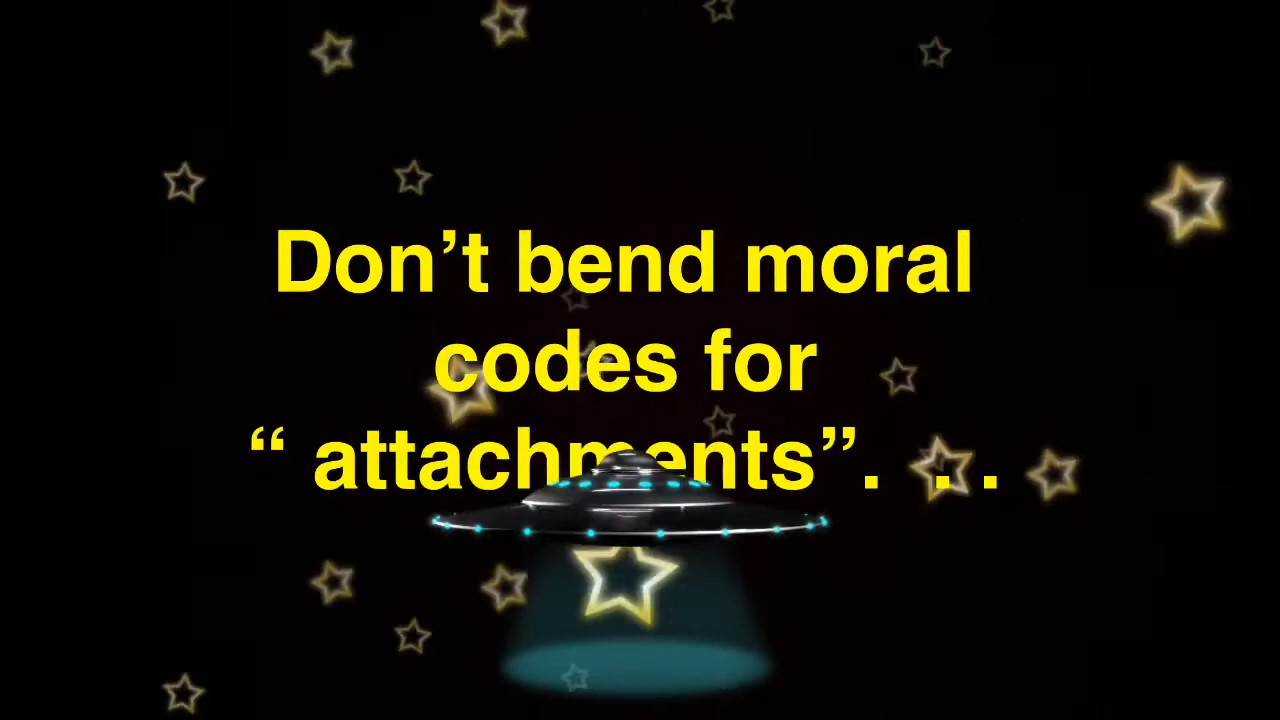 Don’t bend moral
codes for
“ attachments”. . .